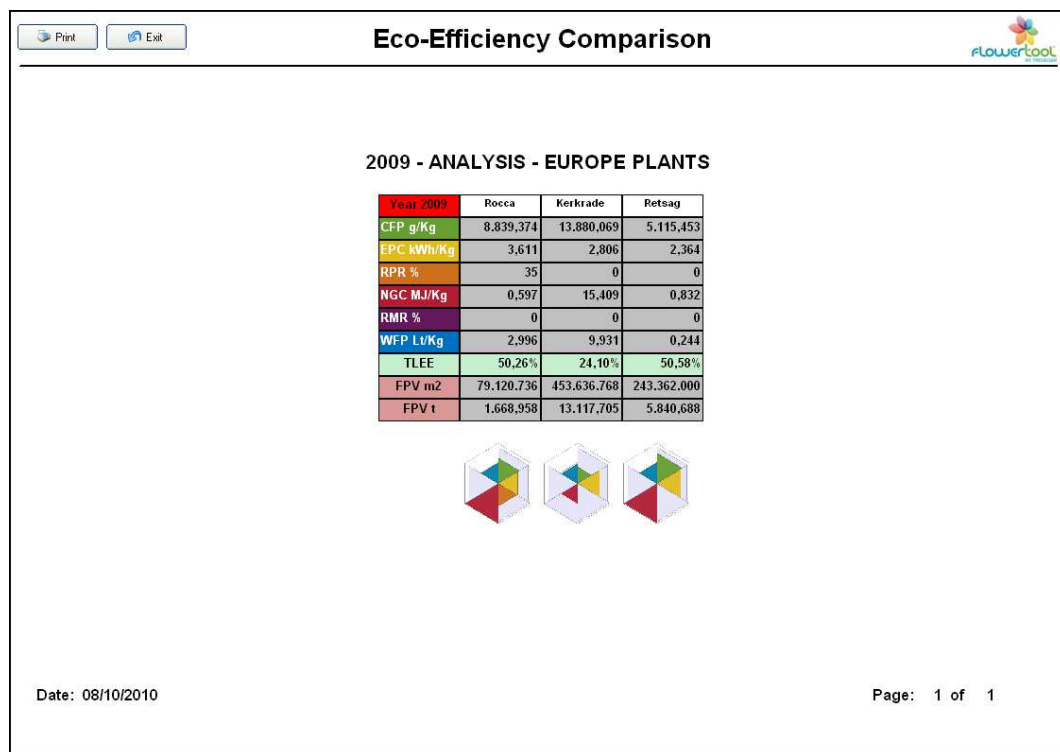 Print Exit Eco-Efficiency Comparison FLOWERtool
2009 - ANALYSIS - EUROPE PLANTS
Year 2009 Rocca Kerkrade Retsag
CFP g/Kg 8.839,374 13.880,069 5.115,453
EPC kWh/Kg 3,611 2,806 2,364
RPR % 35 0 0
NGC MJ/Kg 0,597 15,409 0,832
RMR % 0 0 0
WFP Lt/Kg 2,996 9,931 0,244
TLEE 50,26% 24,10% 50,58%
FPV m2 79.120.736 453.636.768 243.362.000
FPV t 1.668,958 13.117,705 5.840,688
Date: 08/10/2010 Page: 1 of 1